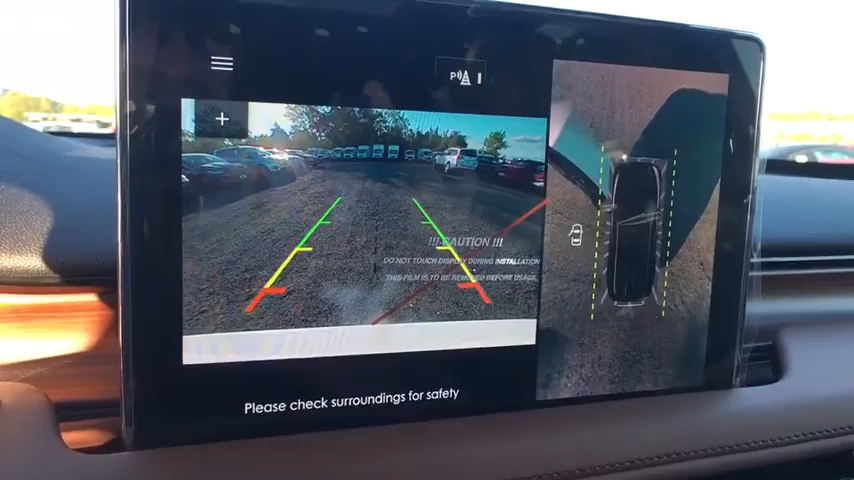 P
!!!CAUTION !!!
DO NOT TOUCH DISPLAY DURING INSTALLATION
THIS FILM IS TO BE REMOVED BEFORE USAGE.
Please check surroundings for safety